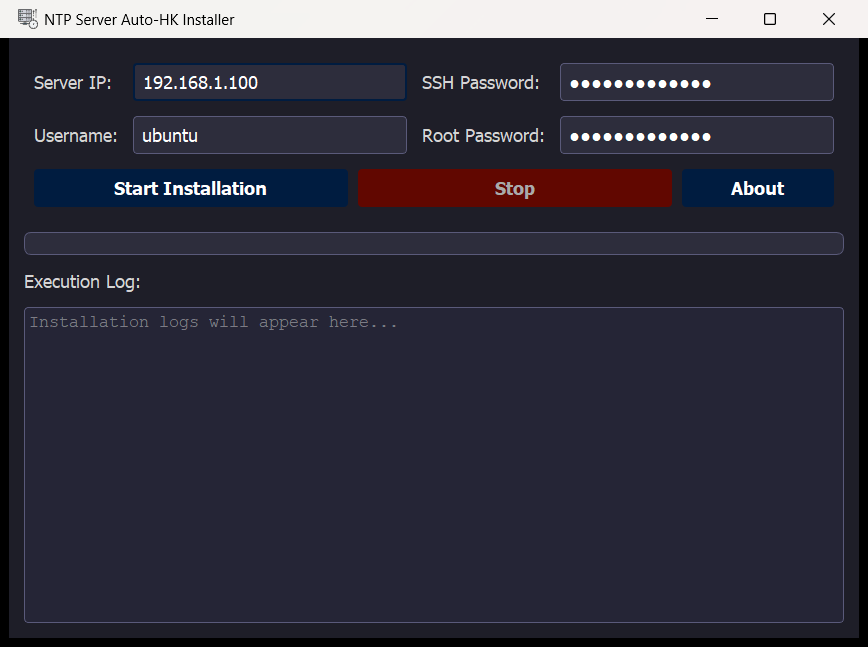 NTP Server Auto-HK Installer
Server IP: 192.168.1.100 SSH Password: ●●●●●●●●●●●●●
Username: ubuntu Root Password: ●●●●●●●●●●●●●
Start Installation Stop About
Execution Log:
Installation logs will appear here...